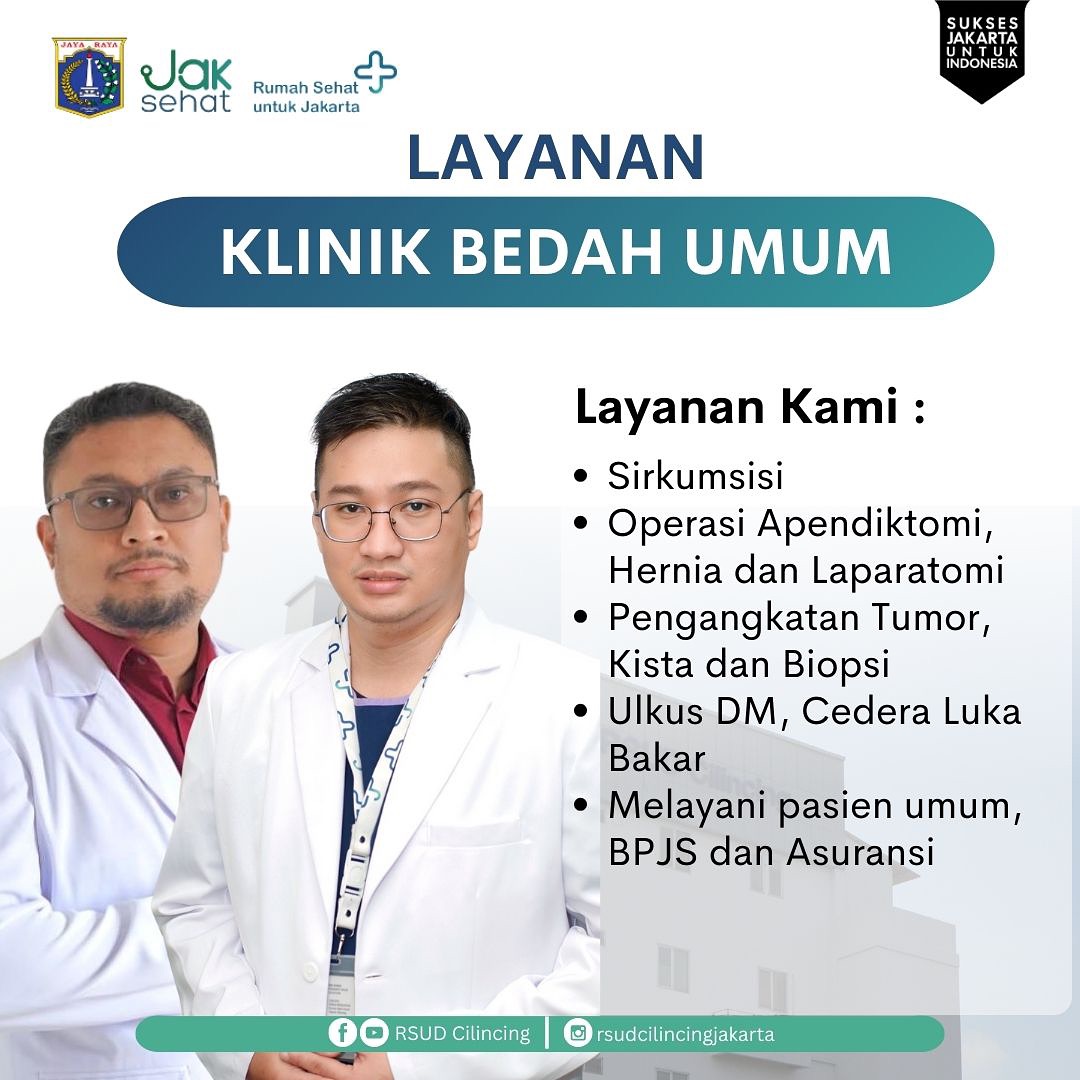 JAYA RAYA
Jak
sehat
Rumah Sehat
untuk Jakarta
SUKSES
JAKARTA
UNTUK
INDONESIA
LAYANAN
KLINIK BEDAH UMUM
Layanan Kami :
• Sirkumsisi
• Operasi Apendiktomi,
Hernia dan Laparatomi
• Pengangkatan Tumor,
Kista dan Biopsi
• Ulkus DM, Cedera Luka
Bakar
• Melayani pasien umum,
BPJS dan Asuransi
Cilincing
RSUD Cilincing
rsudcilincingjakarta